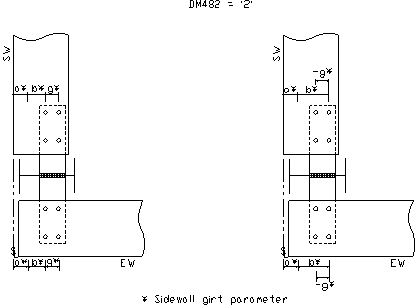 DM482 = '2'
SW
a* b* g*
EW
a* b* g*
SW
-g*
a* b*
EW
a* b*
-g*
* Sidewall girt parameter